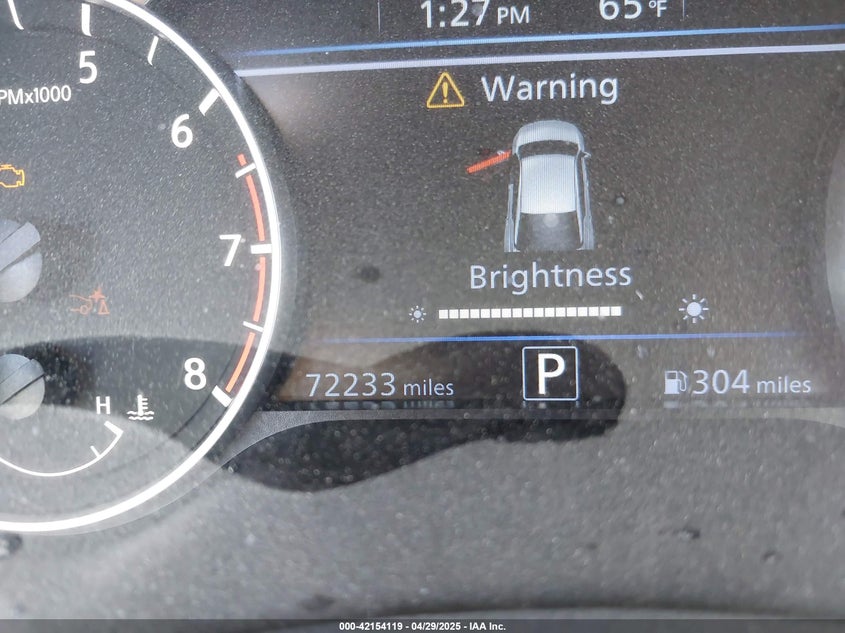 1:27 PM 65°F
5
PMx1000
Warning
6
7
Brightness
8
72233 miles P 304 miles
H
000-42154119 - 04/29/2025 - IAA Inc.